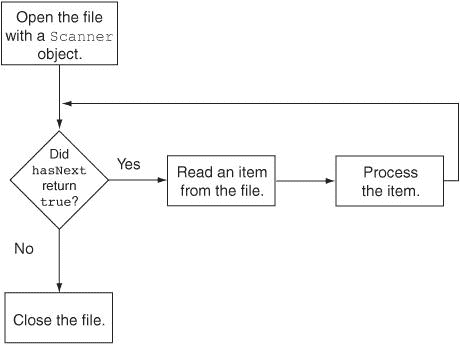 Open the file
with a Scanner
object.
Did
hasNext
return
true?
Yes
Read an item
from the file.
Process
the item.
No
Close the file.